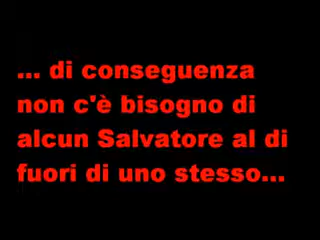 ... di conseguenza
non c'è bisogno di
alcun Salvatore al di
fuori di uno stesso...